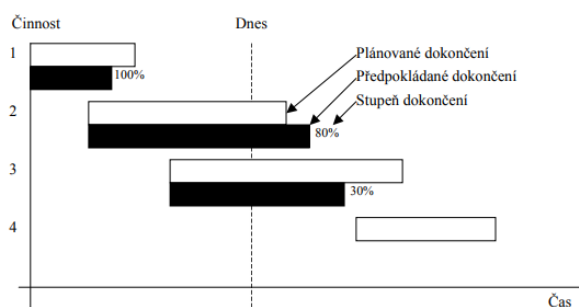 Činnost
Dnes
1
Plánované dokončení
100%
Předpokládané dokončení
2
Stupeň dokončení
80%
3
30%
4
Čas